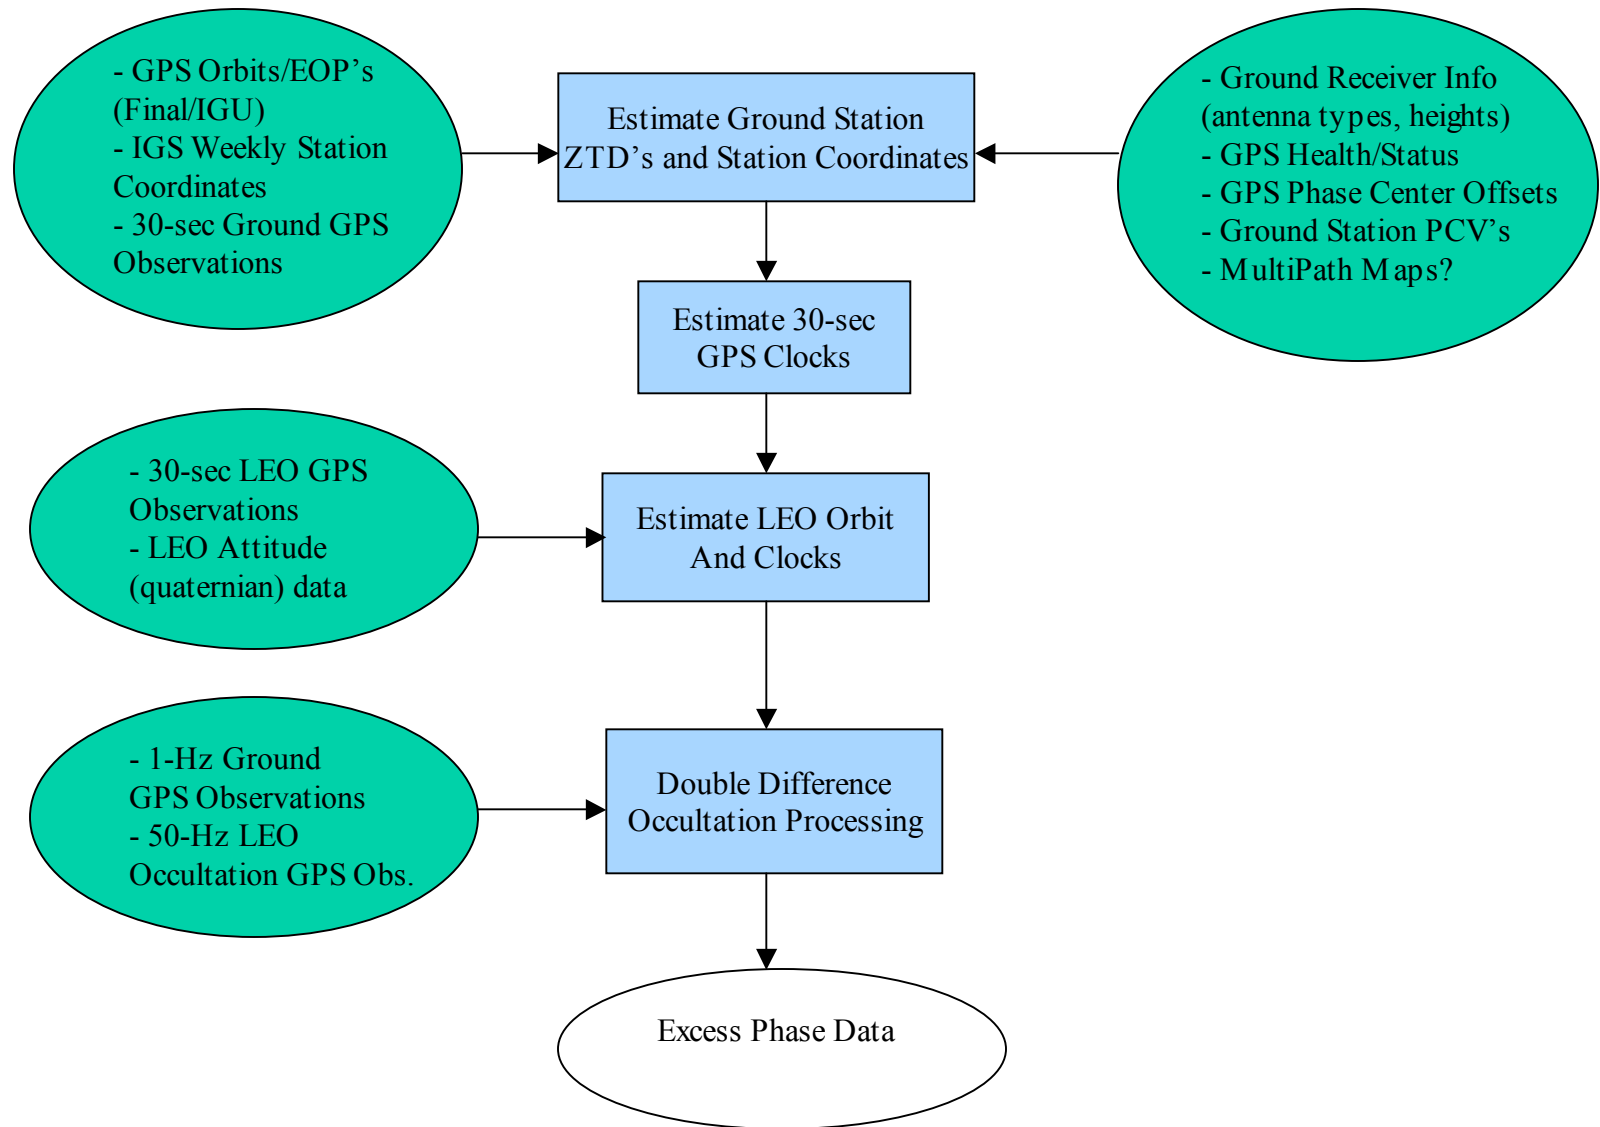 - GPS Orbits/EOP's
(Final/IGU)
- IGS Weekly Station
Coordinates
- 30-sec Ground GPS
Observations
Estimate Ground Station
ZTD's and Station Coordinates
- Ground Receiver Info
(antenna types, heights)
- GPS Health/Status
- GPS Phase Center Offsets
- Ground Station PCV's
- MultiPath Maps?
Estimate 30-sec
GPS Clocks
- 30-sec LEO GPS
Observations
- LEO Attitude
(quaternian) data
Estimate LEO Orbit
And Clocks
- 1-Hz Ground
GPS Observations
- 50-Hz LEO
Occultation GPS Obs.
Double Difference
Occultation Processing
Excess Phase Data